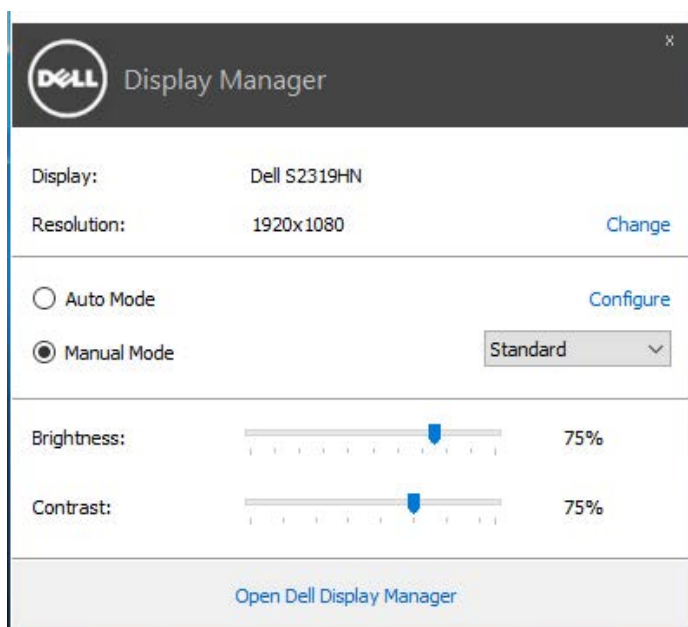 x
DELL Display Manager
Display: Dell S2319HN
Resolution: 1920x1080 Change
Auto Mode Configure
Manual Mode Standard
Brightness: 75%
Contrast: 75%
Open Dell Display Manager